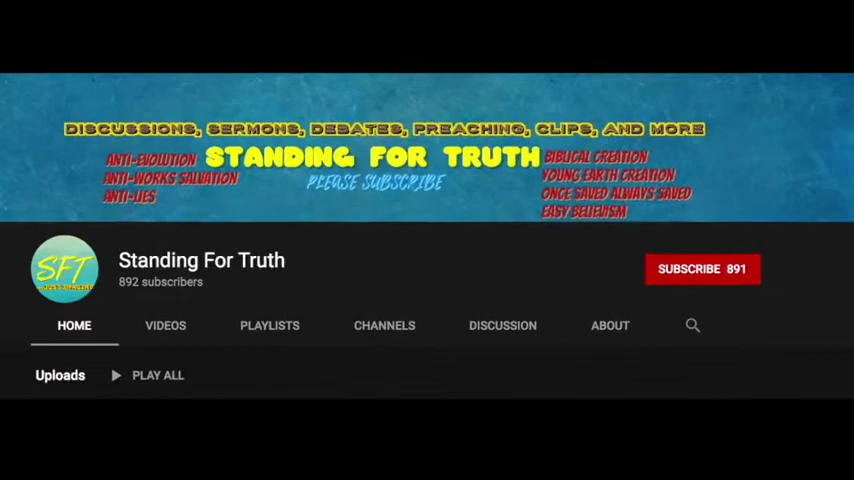 DISCUSSIONS, SERMONS, DEBATES, PREACHING, CLIPS, AND MORE
ANTI-EVOLUTION
ANTI-WORKS SALVATION
ANTI-LIES
STANDING FOR TRUTH
PLEASE SUBSCRIBE
BIBLICAL CREATION
YOUNG EARTH CREATION
ONCE SAVED ALWAYS SAVED
EASY BELIEVISM
SFT
Standing For Truth
892 subscribers
SUBSCRIBE 891
HOME VIDEOS PLAYLISTS CHANNELS DISCUSSION ABOUT
Uploads PLAY ALL